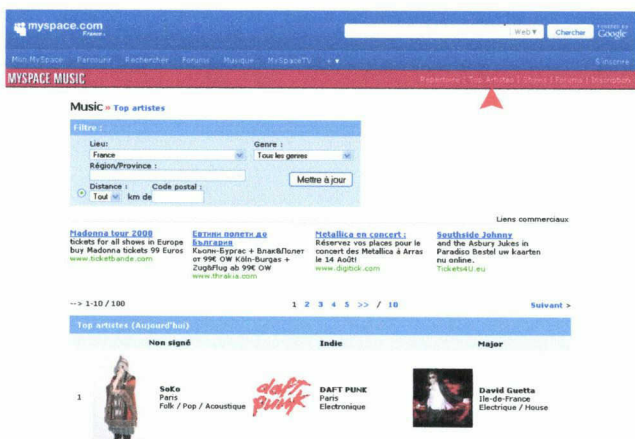 myspace.com
France
Web ▼
Chercher
POWERED BY
Google
Mon MySpace
Parcourir
Rechercher
Forums
Musique
MySpaceTV
+ ▼
S'inscrire
MYSPACE MUSIC
Répertoire | Top Artistes | Shows | Forums | Inscription
Music » Top artistes
Filtre :
Lieu:
Genre :
France
Tous les genres
Région/Province :
Mettre à jour
Distance :
Code postal :
Tout
km de
Liens commerciaux
Madonna tour 2008
tickets for all shows in Europe
buy Madonna tickets 99 Euros
www.ticketbande.com
Евтини полети до
България
Кьолн-Бургас + Влак&Полет
от 99€ OW Köln-Burgas +
Zug&Flug ab 99€ OW
www.thrakia.com
Metallica en concert :
Réservez vos places pour le
concert des Metallica à Arras
le 14 Août!
www.digitick.com
Southside Johnny
and the Asbury Jukes in
Paradiso Bestel uw kaarten
nu online.
Tickets4U.eu
--> 1-10 / 100
1 2 3 4 5 >> / 10
Suivant >
Top artistes (Aujourd'hui)
Non signé
Indie
Major
1
SoKo
Paris
Folk / Pop / Acoustique
daft punk
DAFT PUNK
Paris
Electronique
David Guetta
Ile-de-France
Electrique / House